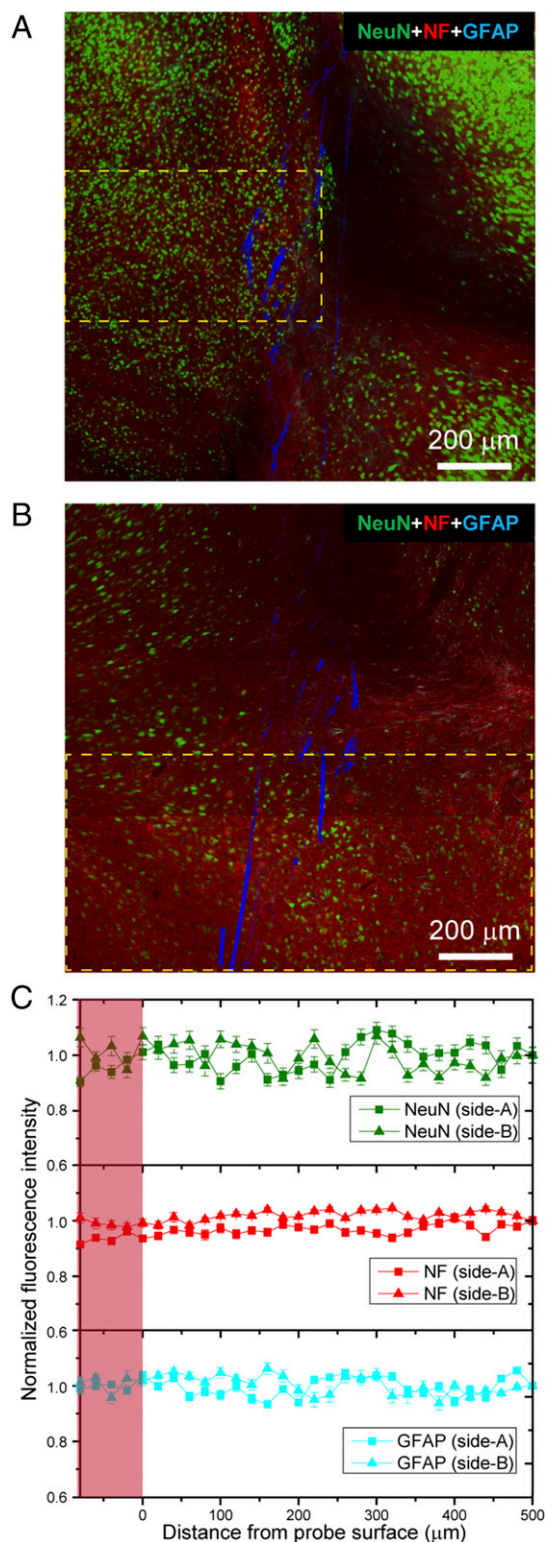 A
NeuN+NF+GFAP
200 μm
B
NeuN+NF+GFAP
200 μm
C
Normalized fluorescence intensity
1.2
1.0
0.8
0.6
NeuN (side-A)
NeuN (side-B)
1.0
0.8
0.6
NF (side-A)
NF (side-B)
1.0
0.8
0.6
GFAP (side-A)
GFAP (side-B)
0 100 200 300 400 500
Distance from probe surface (μm)